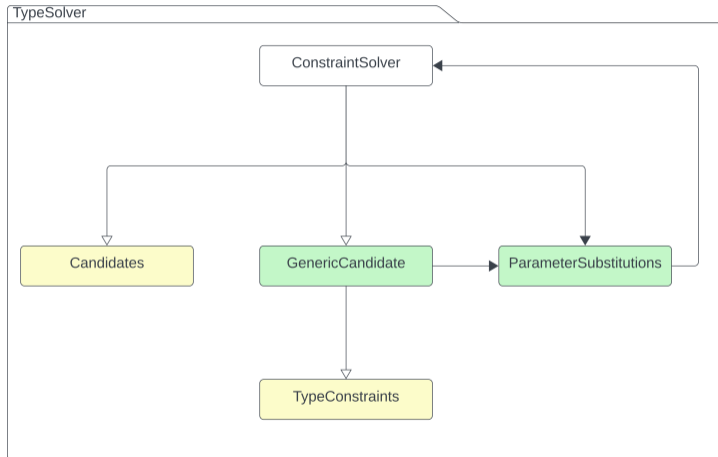 TypeSolver
ConstraintSolver
Candidates
GenericCandidate
ParameterSubstitutions
TypeConstraints